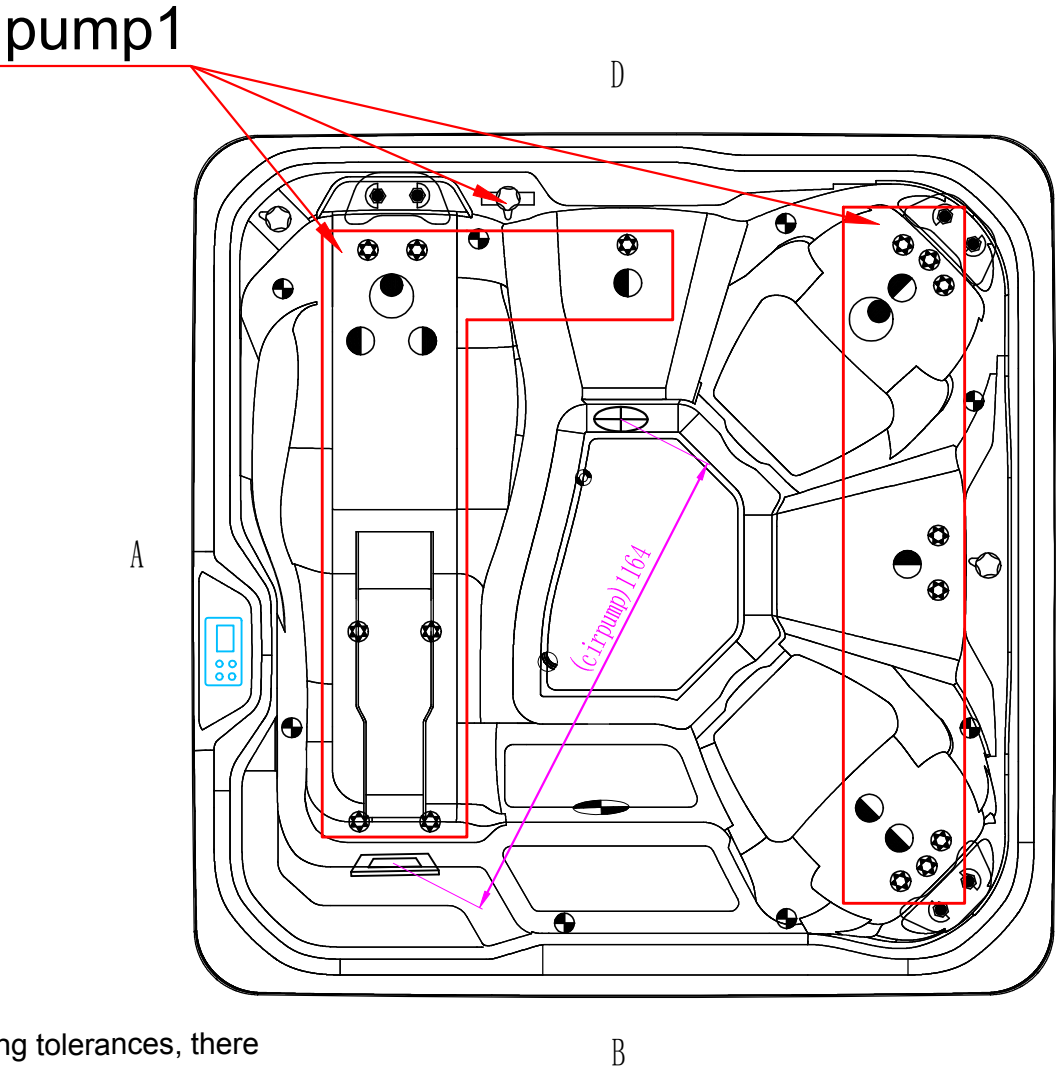 pump1
D
A
(cirpump)1164
ng tolerances, there
B